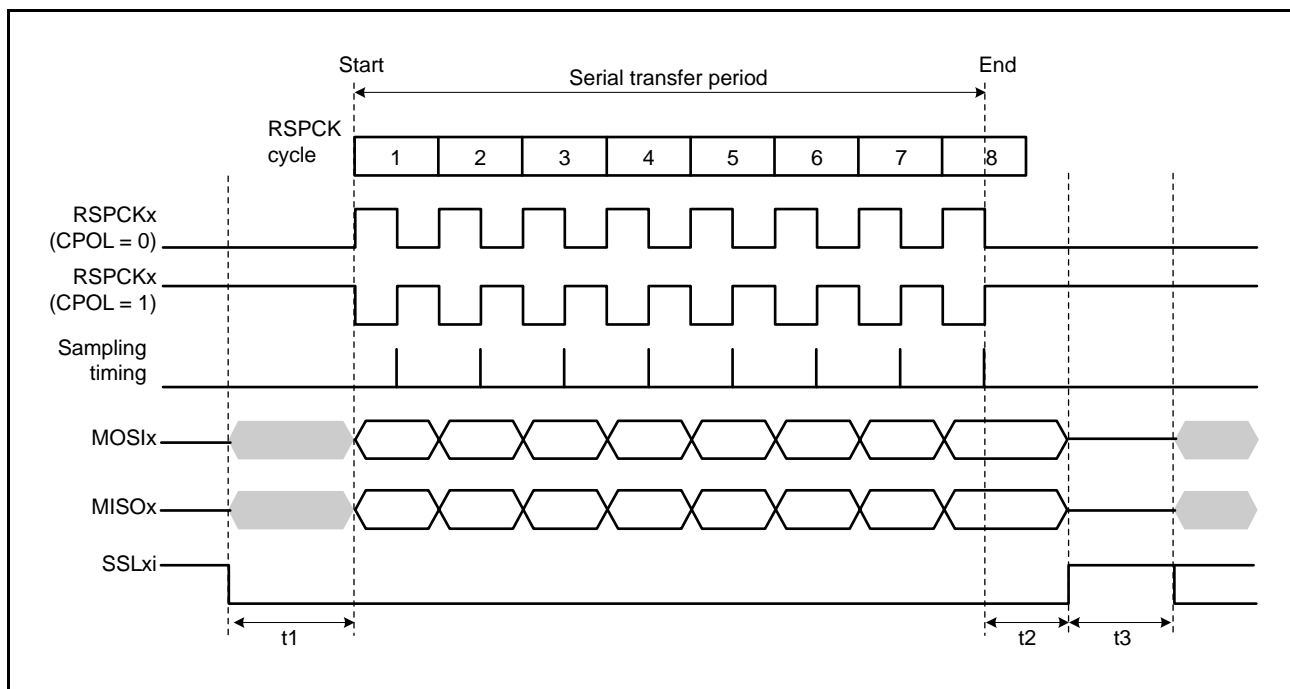 Start
Serial transfer period
End
RSPCK
cycle
1 2 3 4 5 6 7 8
RSPCKx
(CPOL = 0)
RSPCKx
(CPOL = 1)
Sampling
timing
MOSIx
MISOx
SSLxi
t1
t2
t3